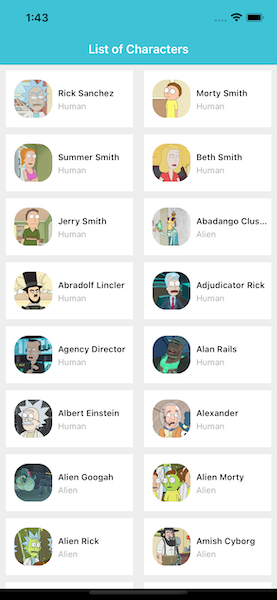 1:43
List of Characters
Rick Sanchez
Human
Morty Smith
Human
Summer Smith
Human
Beth Smith
Human
Jerry Smith
Human
Abadango Clus...
Alien
Abradolf Lincler
Human
Adjudicator Rick
Human
Agency Director
Human
Alan Rails
Human
Albert Einstein
Human
Alexander
Human
Alien Googah
Alien
Alien Morty
Alien
Alien Rick
Alien
Amish Cyborg
Alien